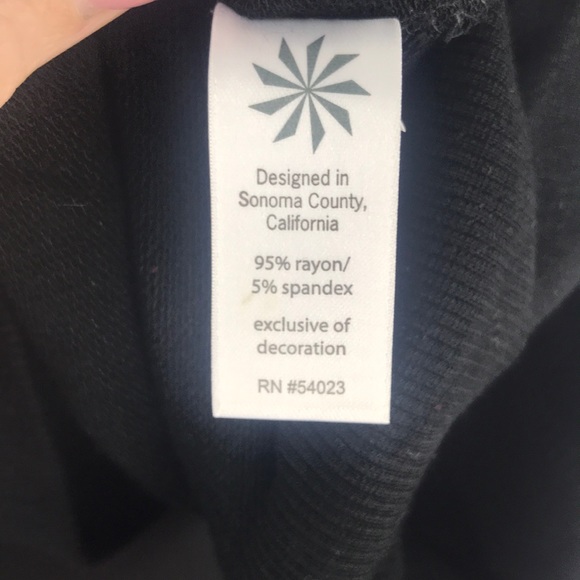 Designed in
Sonoma County,
California
95% rayon/
5% spandex
exclusive of
decoration
RN #54023